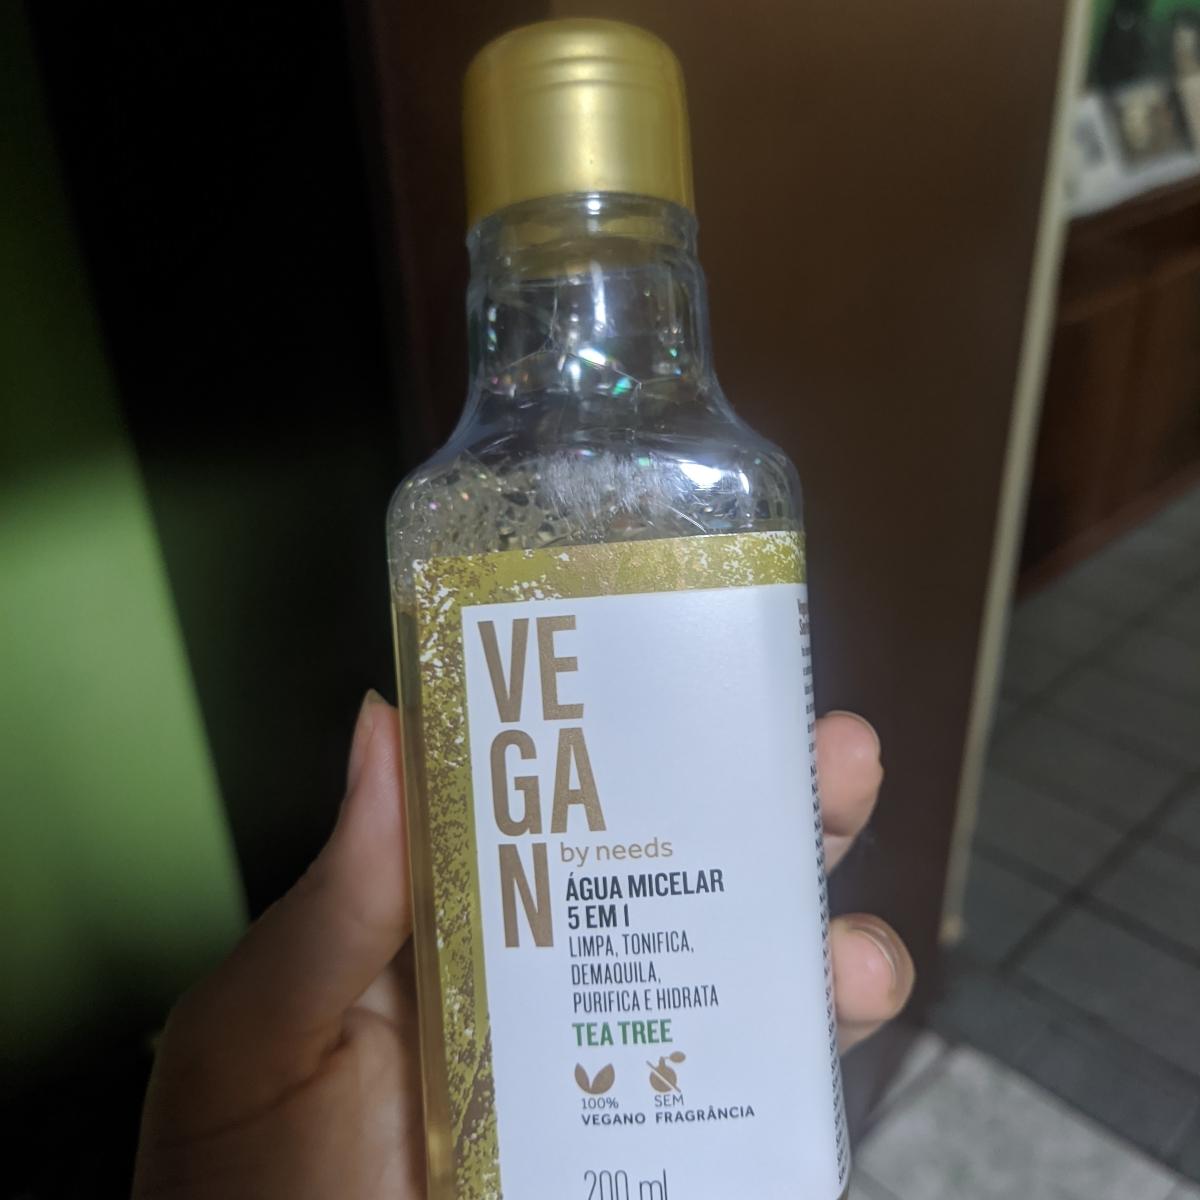 VE
GA
N
by needs
ÁGUA MICELAR
5 EM 1
LIMPA, TONIFICA,
DEMAQUILA,
PURIFICA E HIDRATA
TEA TREE
100%
VEGANO
SEM
FRAGRÂNCIA
200 ml